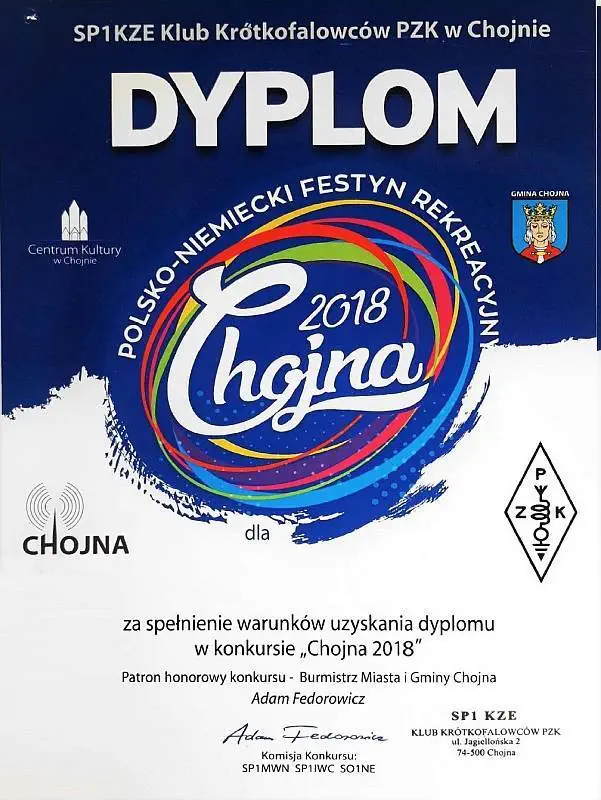 SP1KZE Klub Krótkofalowców PZK w Chojnie
DYPLOM
POLSKO-NIEMIECKI FESTYN REKREACYJNY
GMINA CHOJNA
Centrum Kultury
w Chojnie
2018
Chojna
CHOJNA
dla
P
Z K
za spełnienie warunków uzyskania dyplomu
w konkursie „Chojna 2018”
Patron honorowy konkursu - Burmistrz Miasta i Gminy Chojna
Adam Fedorowicz
Adam Fedorowicz
Komisja Konkursu:
SP1MWN SP1IWC SO1NE
SP1 KZE
KLUB KRÓTKOFALOWCÓW PZK
ul. Jagiellońska 2
74-500 Chojna